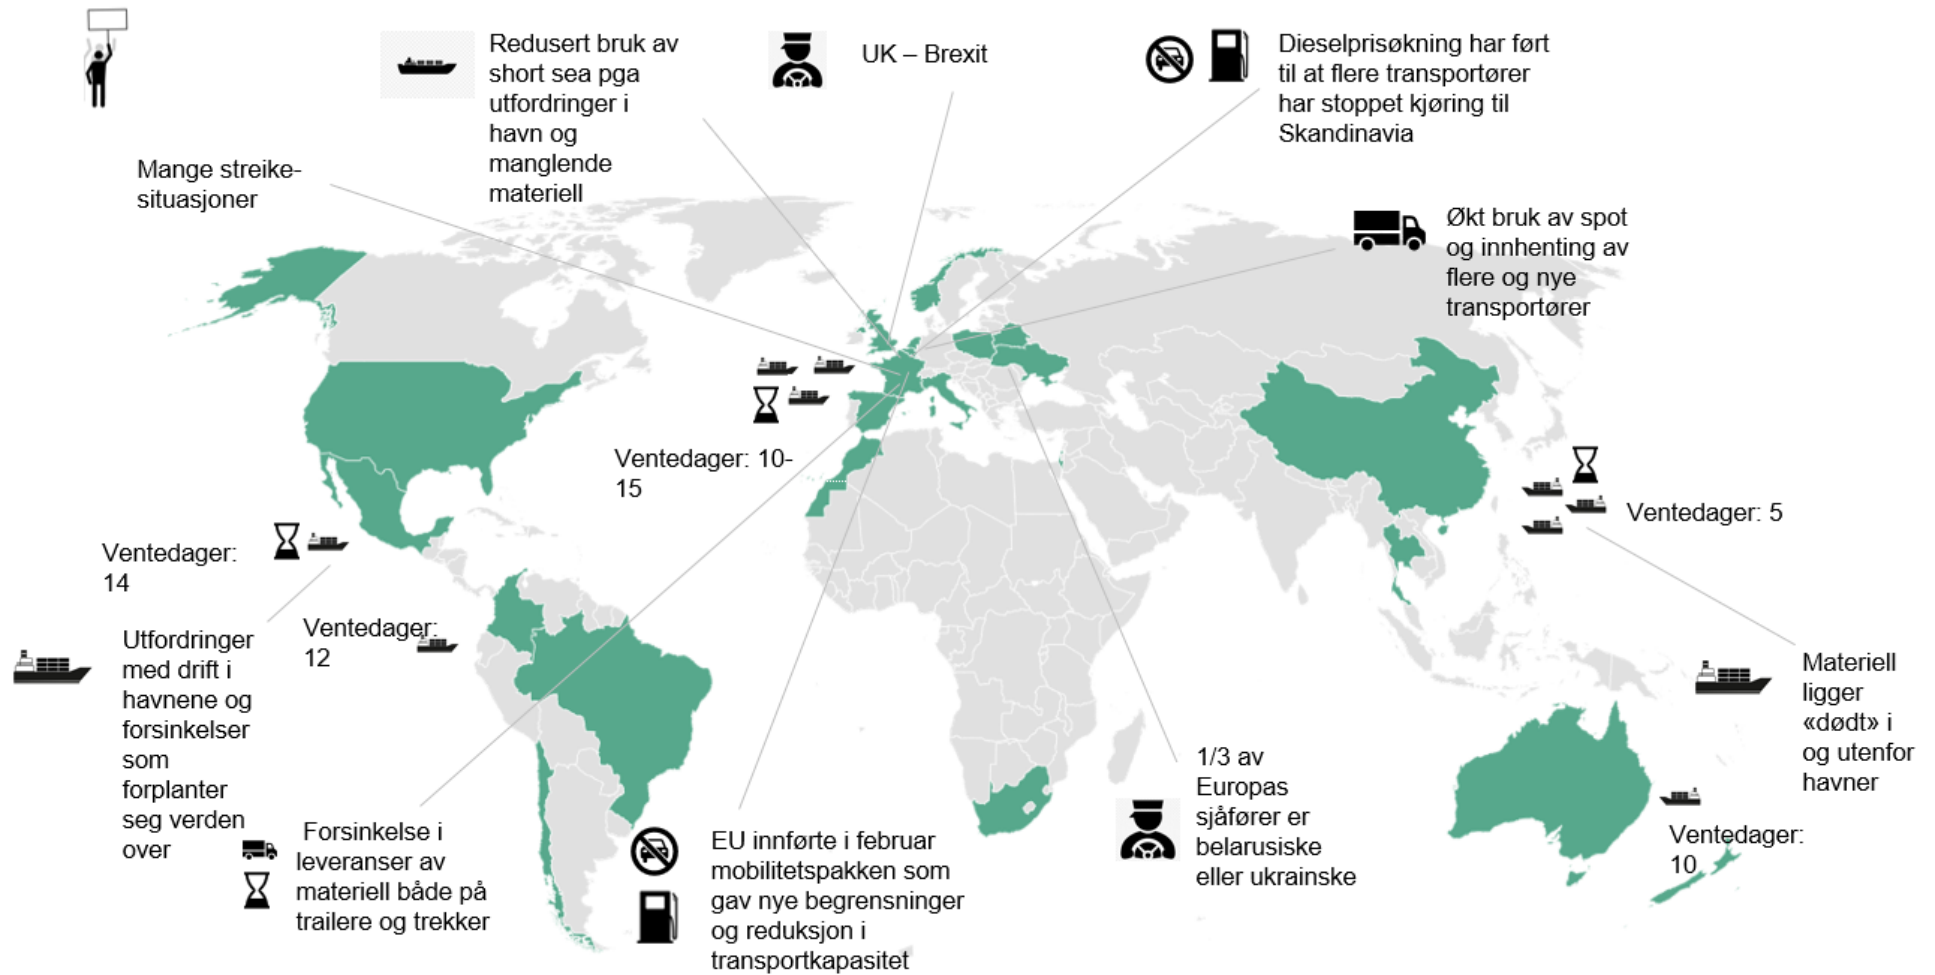 Redusert bruk av
short sea pga
utfordringer i
havn og
manglende
materiell
UK – Brexit
Dieselprisøkning har ført
til at flere transportører
har stoppet kjøring til
Skandinavia
Mange streike-
situasjoner
Økt bruk av spot
og innhenting av
flere og nye
transportører
Ventedager: 10-
15
Ventedager: 5
Ventedager:
14
Ventedager:
12
Utfordringer
med drift i
havnene og
forsinkelser
som
forplanter
seg verden
over
Materiell
ligger
«dødt» i
og utenfor
havner
Ventedager:
10
Forsinkelse i
leveranser av
materiell både på
trailere og trekker
EU innførte i februar
mobilitetspakken som
gav nye begrensninger
og reduksjon i
transportkapasitet
1/3 av
Europas
sjåfører er
belarusiske
eller ukrainske